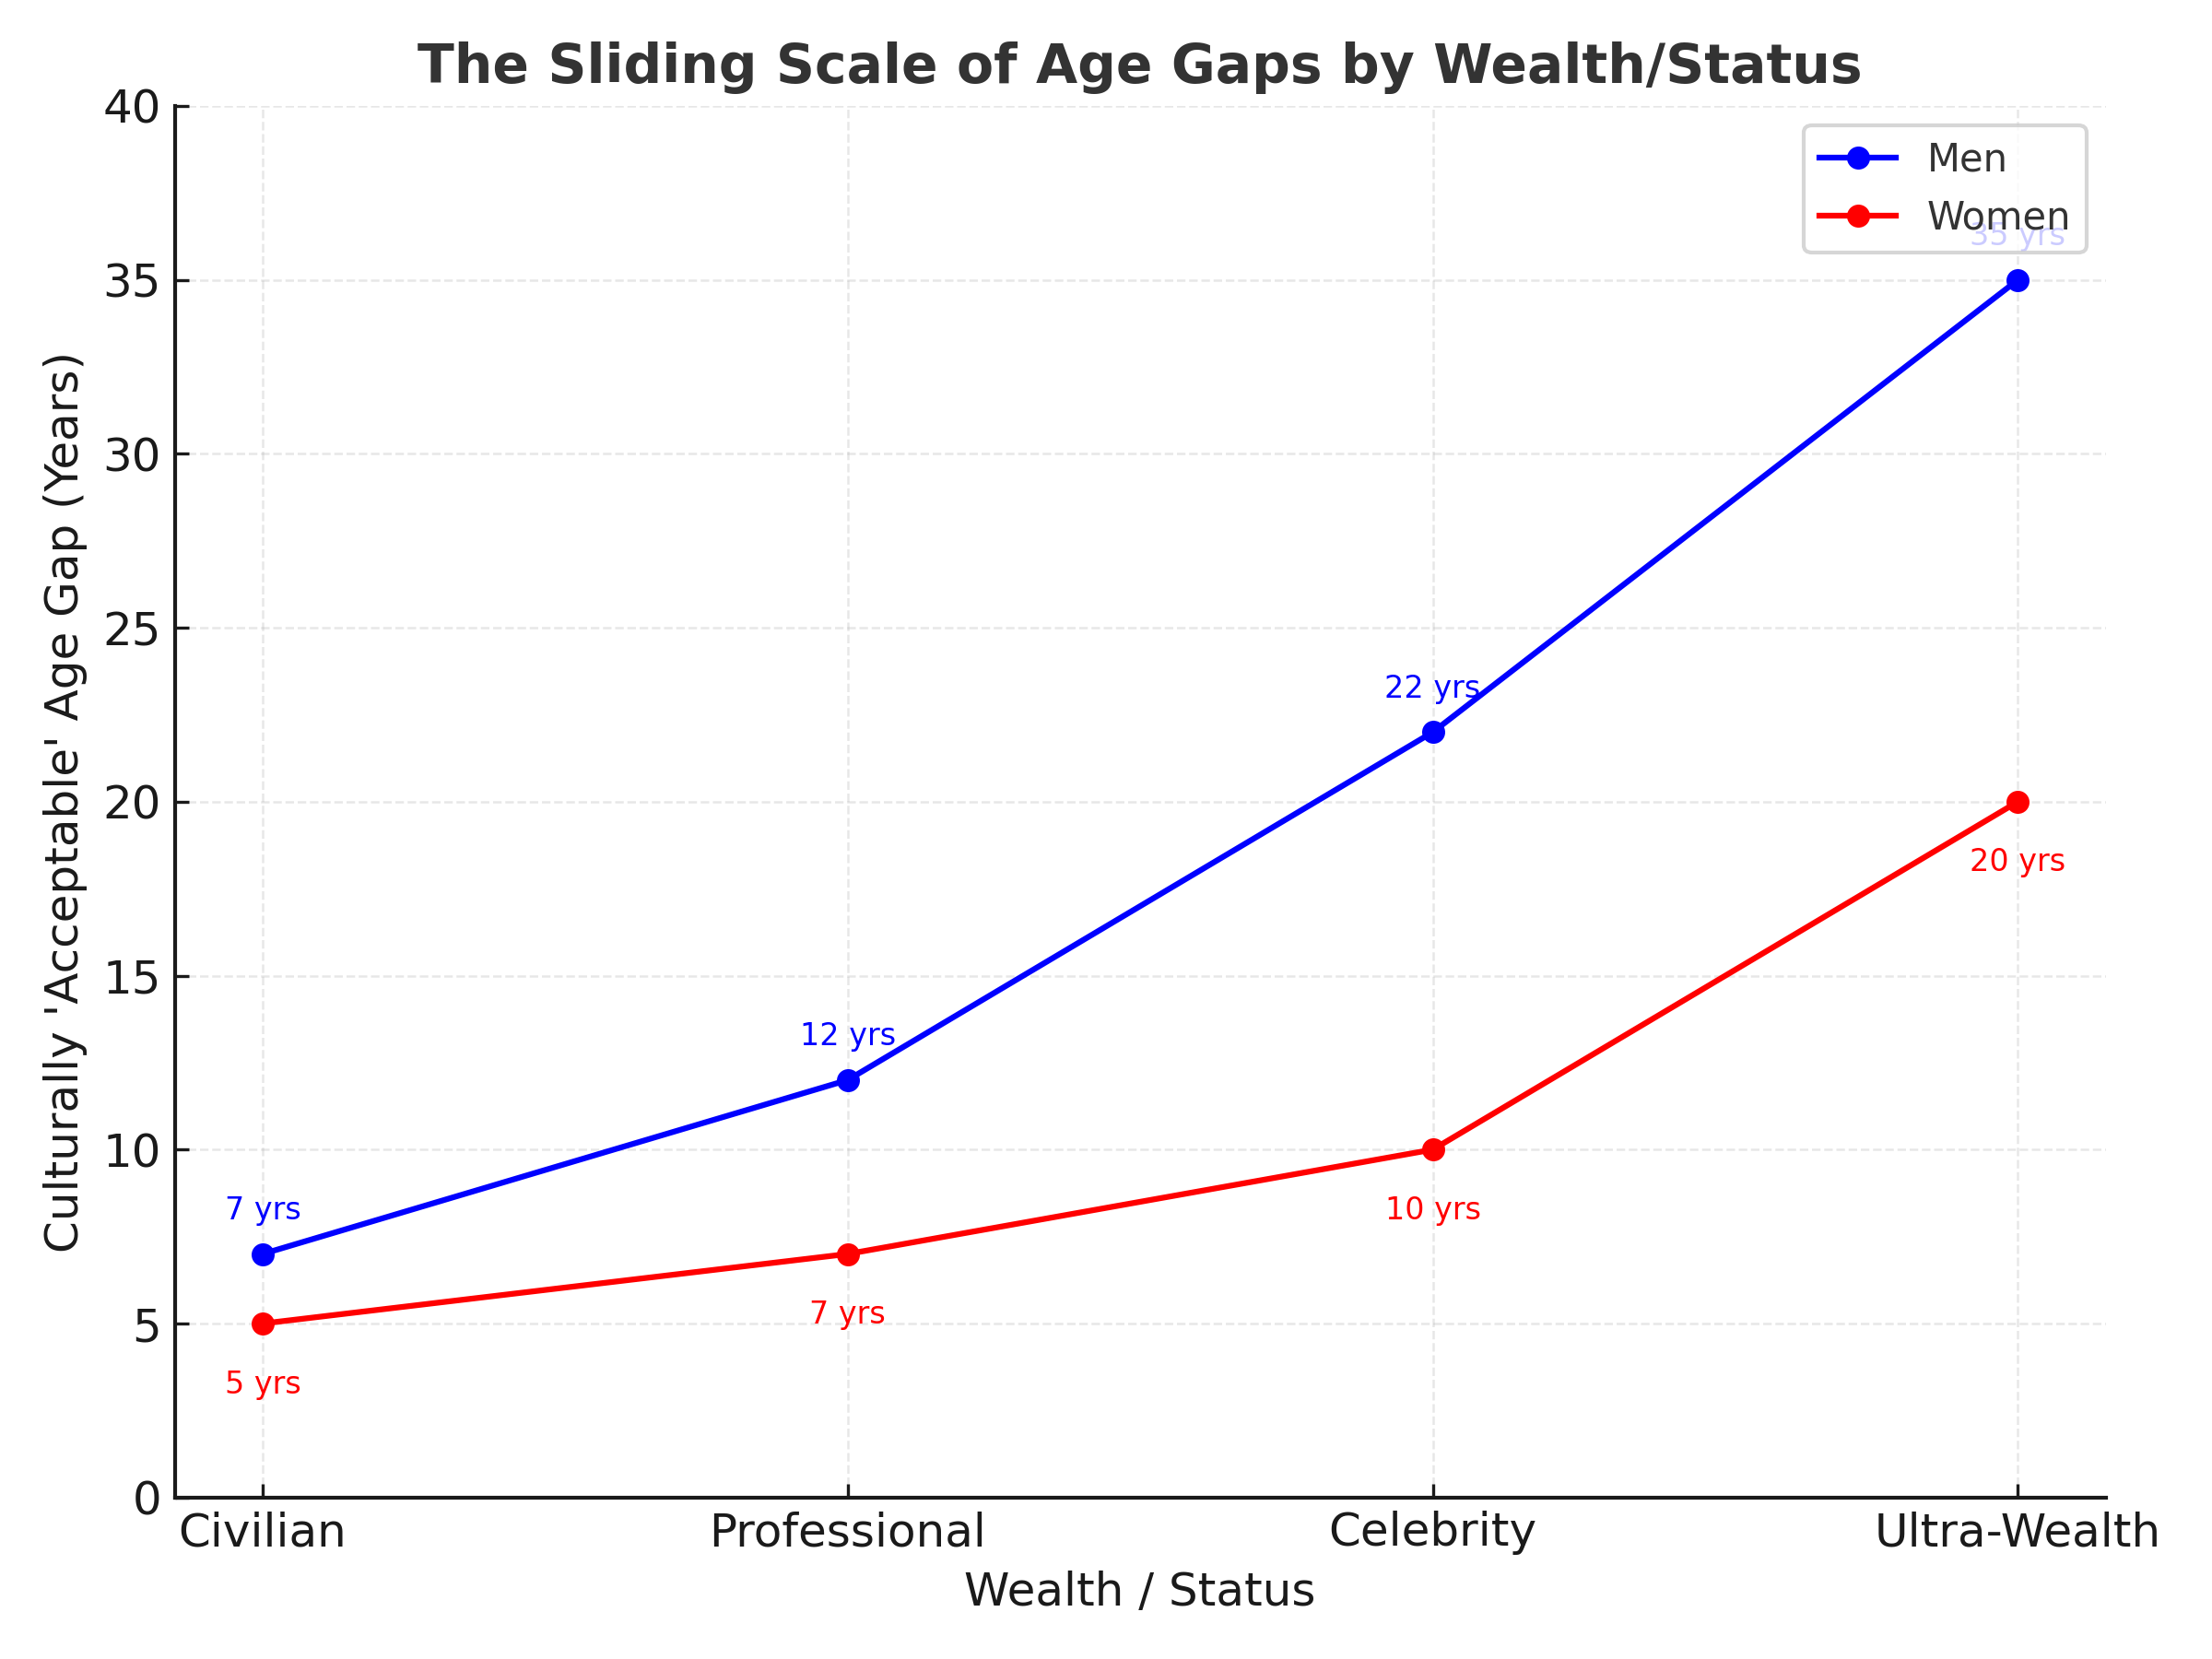 The Sliding Scale of Age Gaps by Wealth/Status
Culturally 'Acceptable' Age Gap (Years)
40
35
30
25
20
15
10
5
0
Men
Women
35 yrs
22 yrs
20 yrs
12 yrs
10 yrs
7 yrs
7 yrs
5 yrs
Civilian
Professional
Celebrity
Ultra-Wealth
Wealth / Status